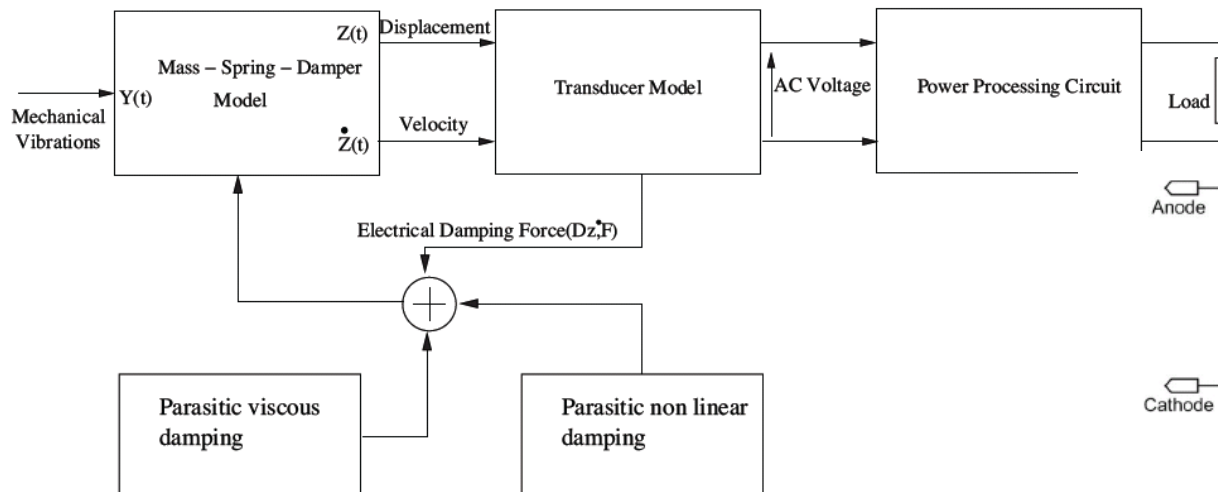 Z(t)
Displacement
Mass – Spring – Damper
Model
Y(t)
Mechanical
Vibrations
Velocity
Ż(t)
Transducer Model
AC Voltage
Power Processing Circuit
Load
Anode
Electrical Damping Force(Dż,F)
Cathode
Parasitic viscous
damping
Parasitic non linear
damping